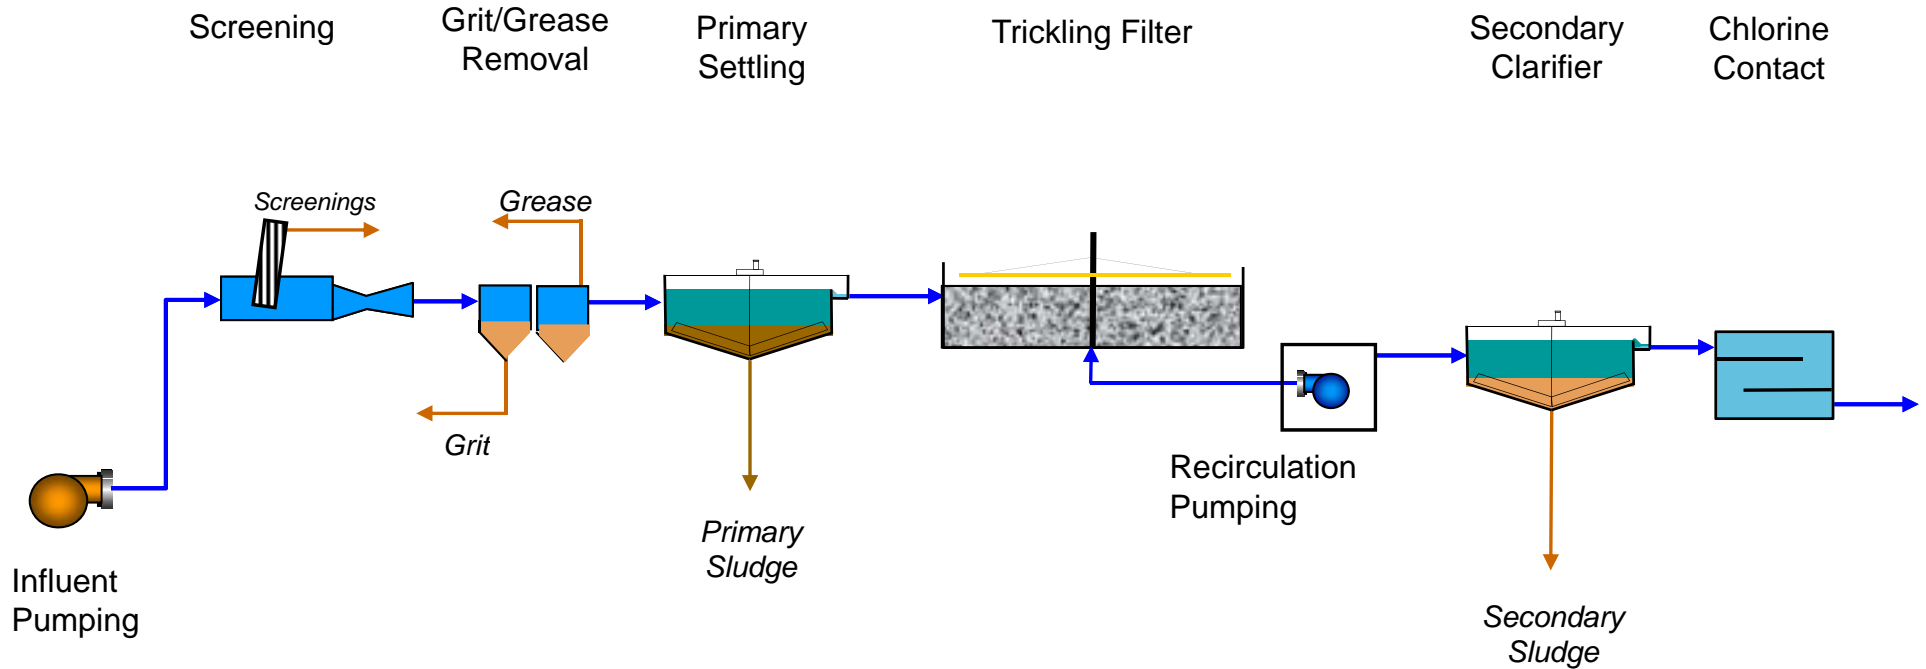 Screening
Grit/Grease
Removal
Primary
Settling
Trickling Filter
Secondary
Clarifier
Chlorine
Contact
Screenings
Grease
Grit
Recirculation
Pumping
Primary
Sludge
Influent
Pumping
Secondary
Sludge